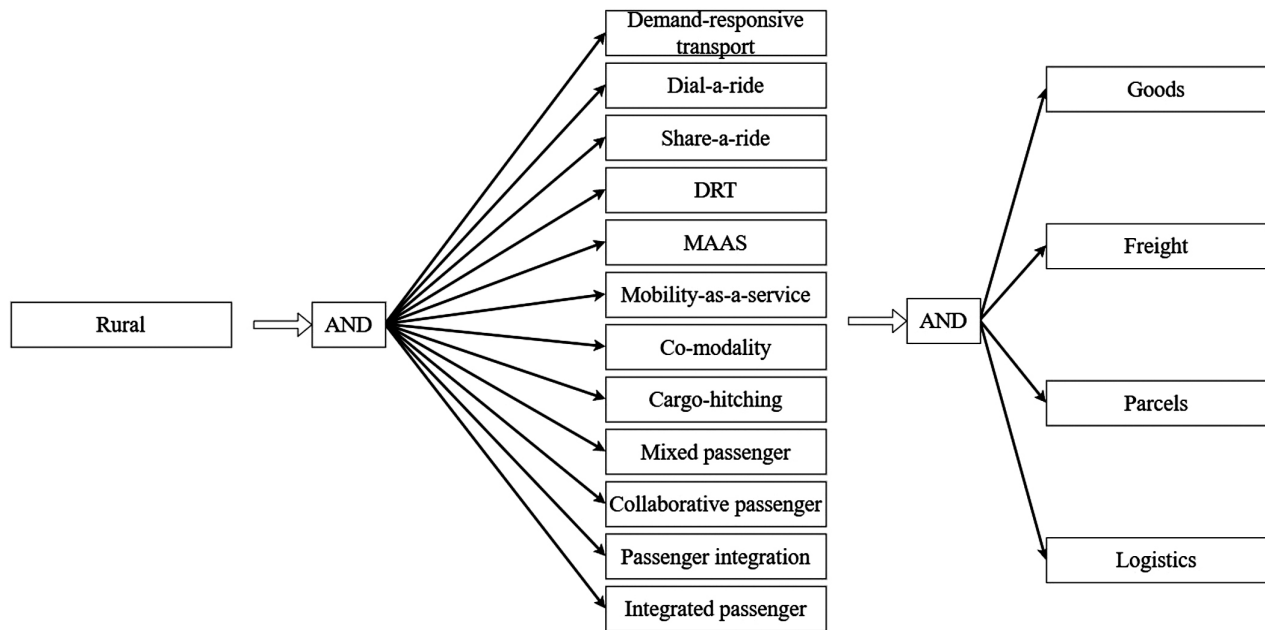 Rural
AND
Demand-responsive
transport
Dial-a-ride
Share-a-ride
DRT
MAAS
Mobility-as-a-service
Co-modality
Cargo-hitching
Mixed passenger
Collaborative passenger
Passenger integration
Integrated passenger
AND
Goods
Freight
Parcels
Logistics